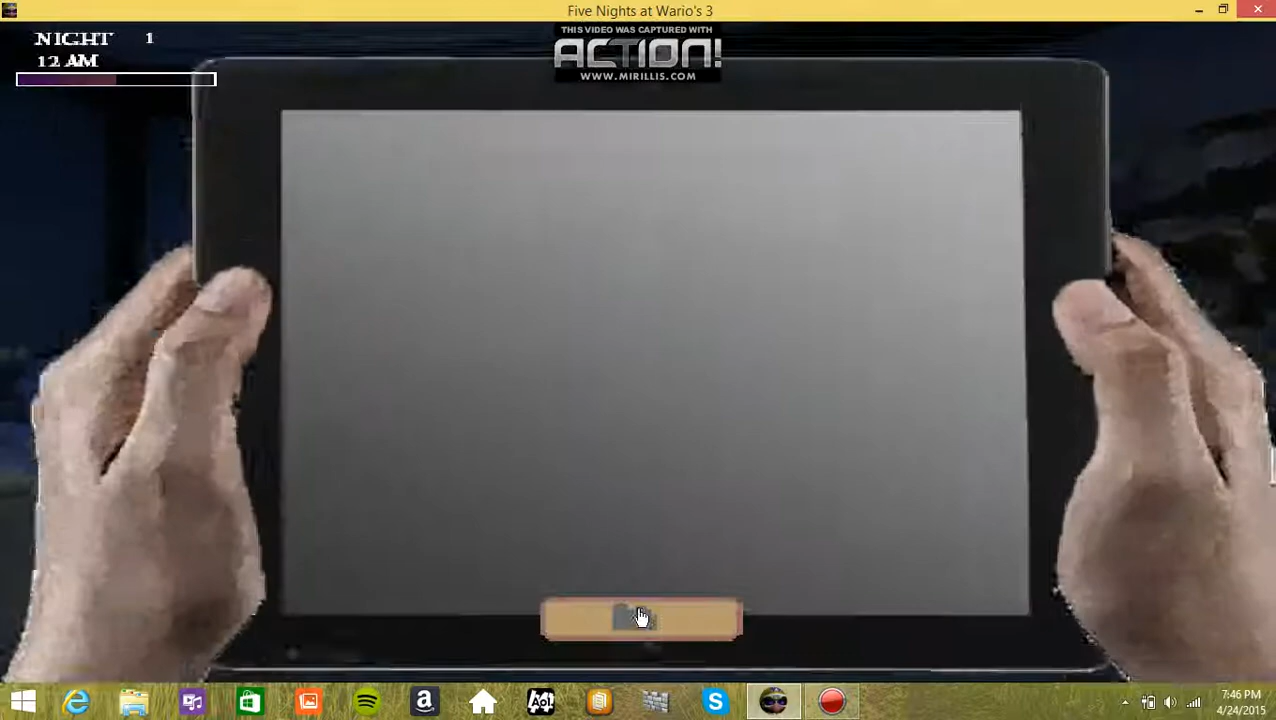 Five Nights at Wario's 3
NIGHT 1
12 AM
THIS VIDEO WAS CAPTURED WITH
ACTION!
WWW.MIRILLIS.COM
7:46 PM
4/24/2015